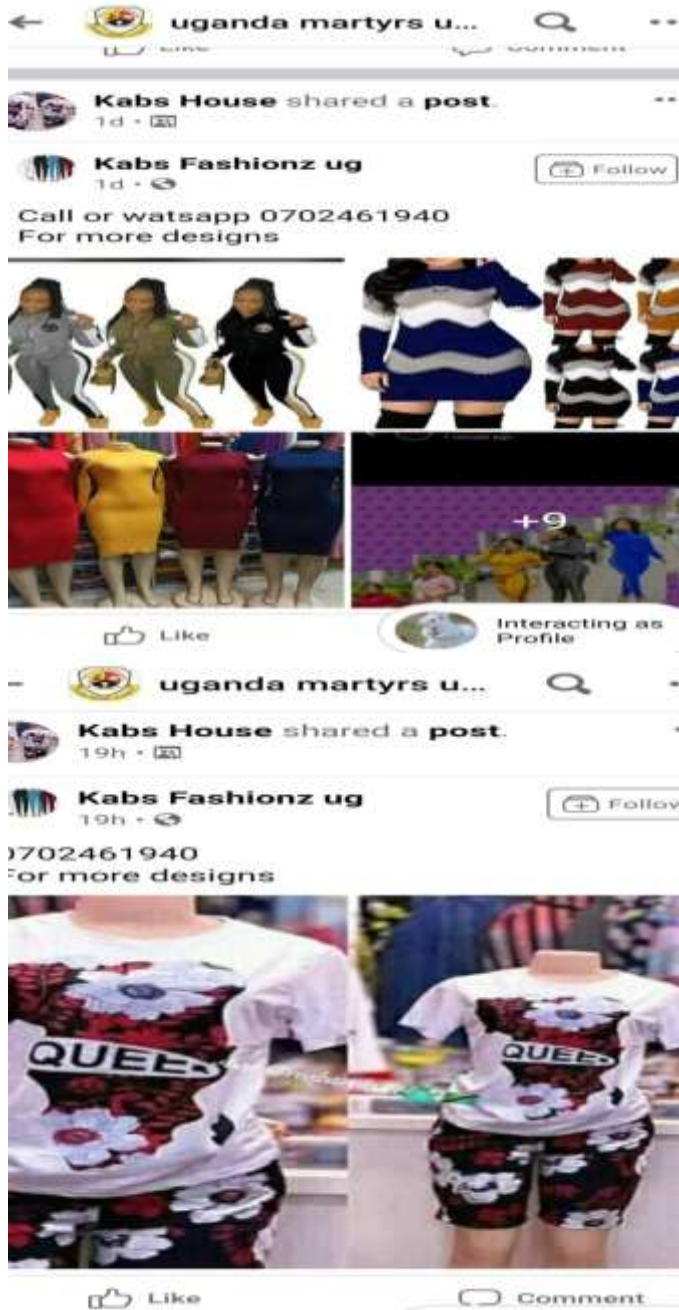 uganda martyrs u...
Like
Comment
Kabs House shared a post.
1d
Kabs Fashionz ug
Follow
1d
Call or watsapp 0702461940
For more designs
+9
Like
Interacting as
Profile
uganda martyrs u...
Kabs House shared a post.
19h
Kabs Fashionz ug
Follow
19h
0702461940
For more designs
QUEE
QUEE
Like
Comment